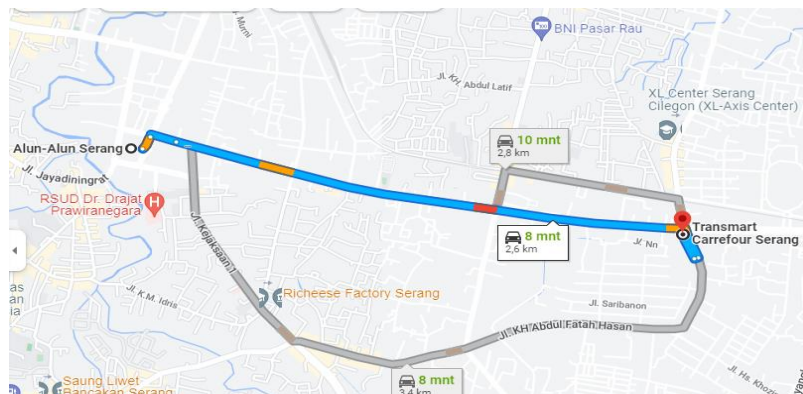 BNI Pasar Rau
Jl. KH. Abdul Latif
XL Center Serang
Cilegon (XL-Axis Center)
10 mnt
2,8 km
Alun-Alun Serang
Jl. Jayadiningrat
RSUD Dr. Drajat
Prawiranegara
Transmart
Carrefour Serang
8 mnt
2,6 km
Jl. Kejaksaan 1
Jl. K.M. Idris
Richeese Factory Serang
Jl. Saribanon
Jl. KH Abdul Fatah Hasan
8 mnt
3,4 km
Saung Liwet
Bancakan Serang